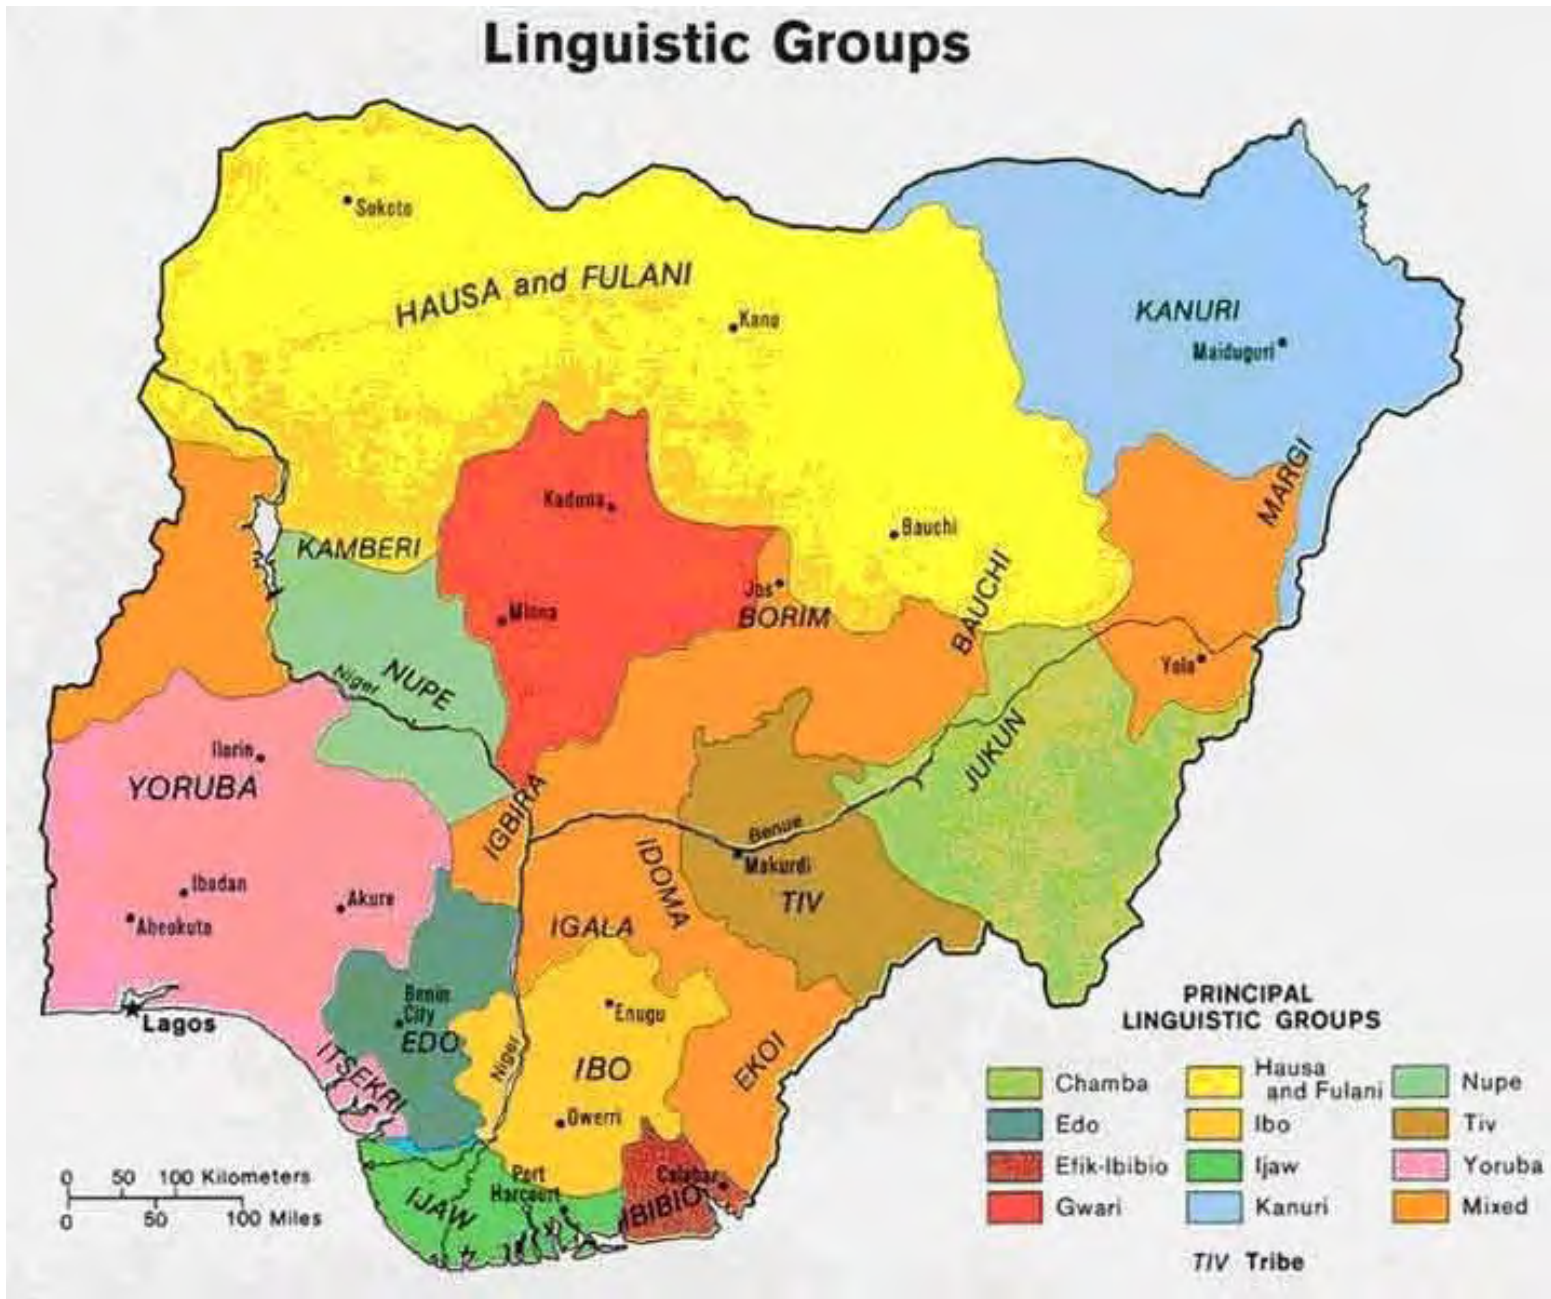 Linguistic Groups
Sokoto
HAUSA and FULANI
Kano
KANURI
Maiduguri
MARGI
Kaduna
Bauchi
KAMBERI
BAUCHI
Jos
BORIM
Minna
Yola
Niger
NUPE
JUKUN
Ilorin
YORUBA
IGBIRA
Benue
Makurdi
IDOMA
TIV
Ibadan
Akure
Abeokuta
IGALA
Benin
City
EDO
Enugu
Lagos
ITSEKRI
Niger
IBO
EKOI
Owerri
Port
Harcourt
Calabar
IJAW
IBIBIO
0 50 100 Kilometers
0 50 100 Miles
PRINCIPAL
LINGUISTIC GROUPS
Chamba
Edo
Efik-Ibibio
Gwari
Hausa
and Fulani
Ibo
Ijaw
Kanuri
Nupe
Tiv
Yoruba
Mixed
TIV Tribe